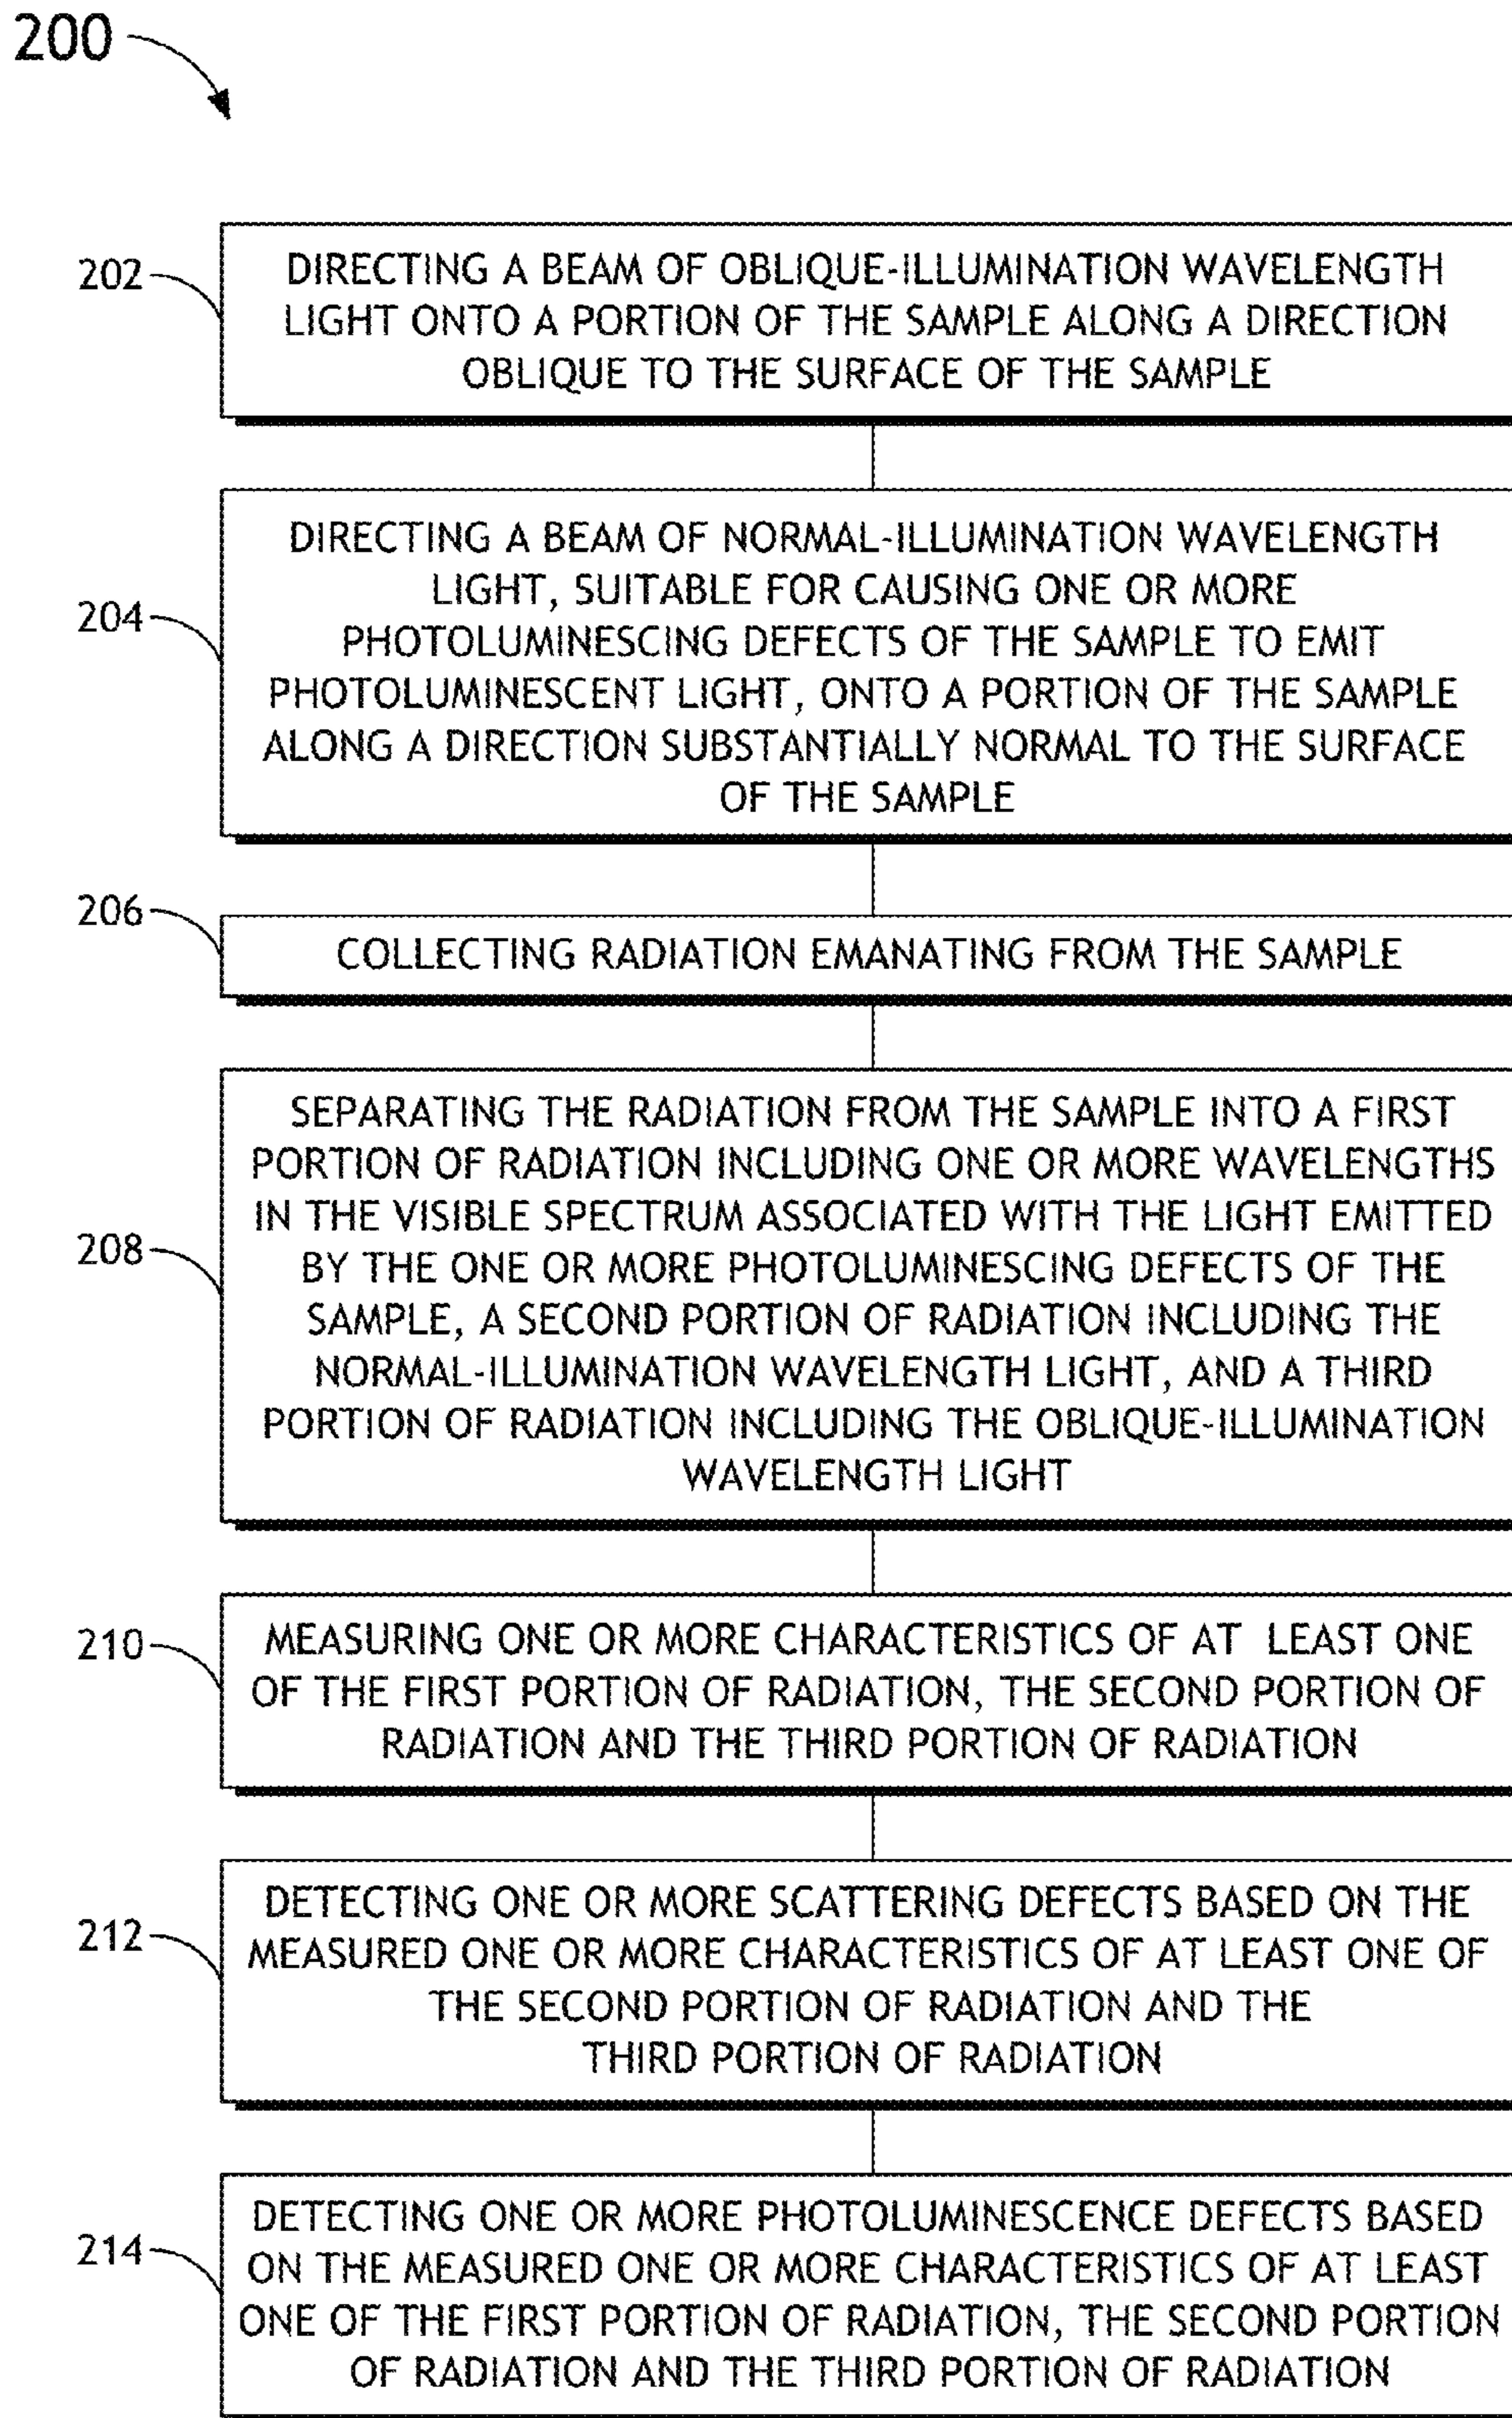 200
202
DIRECTING A BEAM OF OBLIQUE-ILLUMINATION WAVELENGTH
LIGHT ONTO A PORTION OF THE SAMPLE ALONG A DIRECTION
OBLIQUE TO THE SURFACE OF THE SAMPLE
204
DIRECTING A BEAM OF NORMAL-ILLUMINATION WAVELENGTH
LIGHT, SUITABLE FOR CAUSING ONE OR MORE
PHOTOLUMINESCING DEFECTS OF THE SAMPLE TO EMIT
PHOTOLUMINESCENT LIGHT, ONTO A PORTION OF THE SAMPLE
ALONG A DIRECTION SUBSTANTIALLY NORMAL TO THE SURFACE
OF THE SAMPLE
206
COLLECTING RADIATION EMANATING FROM THE SAMPLE
208
SEPARATING THE RADIATION FROM THE SAMPLE INTO A FIRST
PORTION OF RADIATION INCLUDING ONE OR MORE WAVELENGTHS
IN THE VISIBLE SPECTRUM ASSOCIATED WITH THE LIGHT EMITTED
BY THE ONE OR MORE PHOTOLUMINESCING DEFECTS OF THE
SAMPLE, A SECOND PORTION OF RADIATION INCLUDING THE
NORMAL-ILLUMINATION WAVELENGTH LIGHT, AND A THIRD
PORTION OF RADIATION INCLUDING THE OBLIQUE-ILLUMINATION
WAVELENGTH LIGHT
210
MEASURING ONE OR MORE CHARACTERISTICS OF AT LEAST ONE
OF THE FIRST PORTION OF RADIATION, THE SECOND PORTION OF
RADIATION AND THE THIRD PORTION OF RADIATION
212
DETECTING ONE OR MORE SCATTERING DEFECTS BASED ON THE
MEASURED ONE OR MORE CHARACTERISTICS OF AT LEAST ONE OF
THE SECOND PORTION OF RADIATION AND THE
THIRD PORTION OF RADIATION
214
DETECTING ONE OR MORE PHOTOLUMINESCENCE DEFECTS BASED
ON THE MEASURED ONE OR MORE CHARACTERISTICS OF AT LEAST
ONE OF THE FIRST PORTION OF RADIATION, THE SECOND PORTION
OF RADIATION AND THE THIRD PORTION OF RADIATION